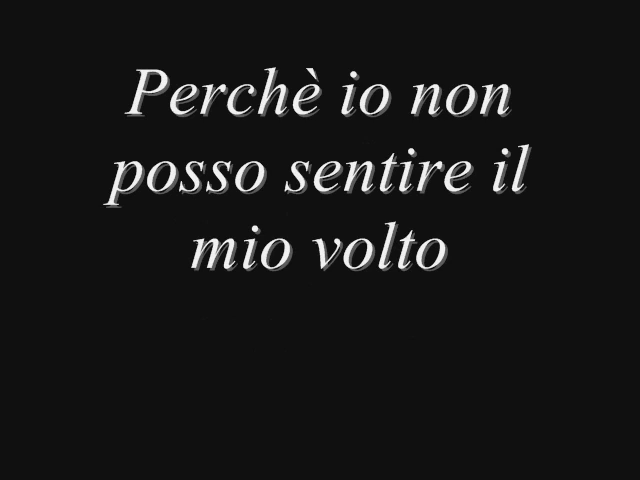 Perchè io non
posso sentire il
mio volto